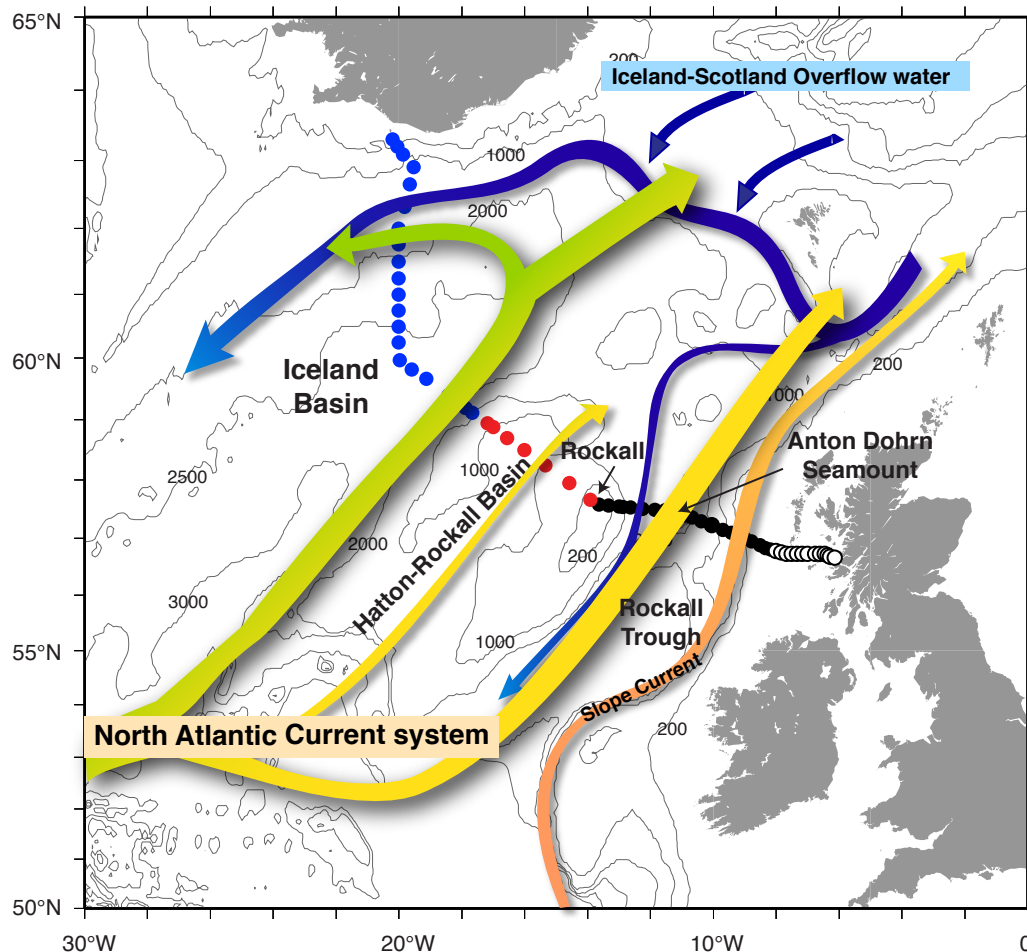 65°N
200
Iceland-Scotland Overflow water
1000
2000
60°N
Iceland
Basin
200
1000
Anton Dohrn
Seamount
Rockall
1000
2500
Hatton-Rockall Basin
2000
200
3000
Rockall
Trough
1000
55°N
Slope Current
200
North Atlantic Current system
50°N
30°W
20°W
10°W
0